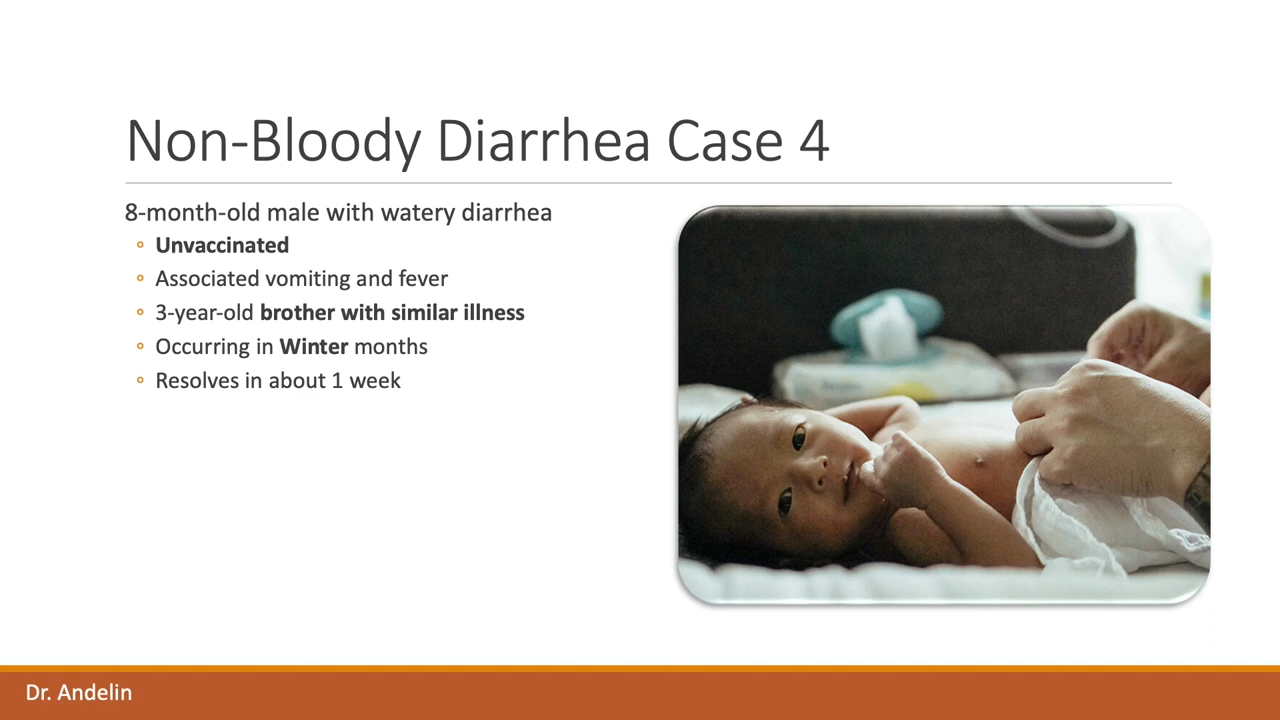 Non-Bloody Diarrhea Case 4
8-month-old male with watery diarrhea
Unvaccinated
Associated vomiting and fever
3-year-old brother with similar illness
Occurring in Winter months
Resolves in about 1 week
Dr. Andelin